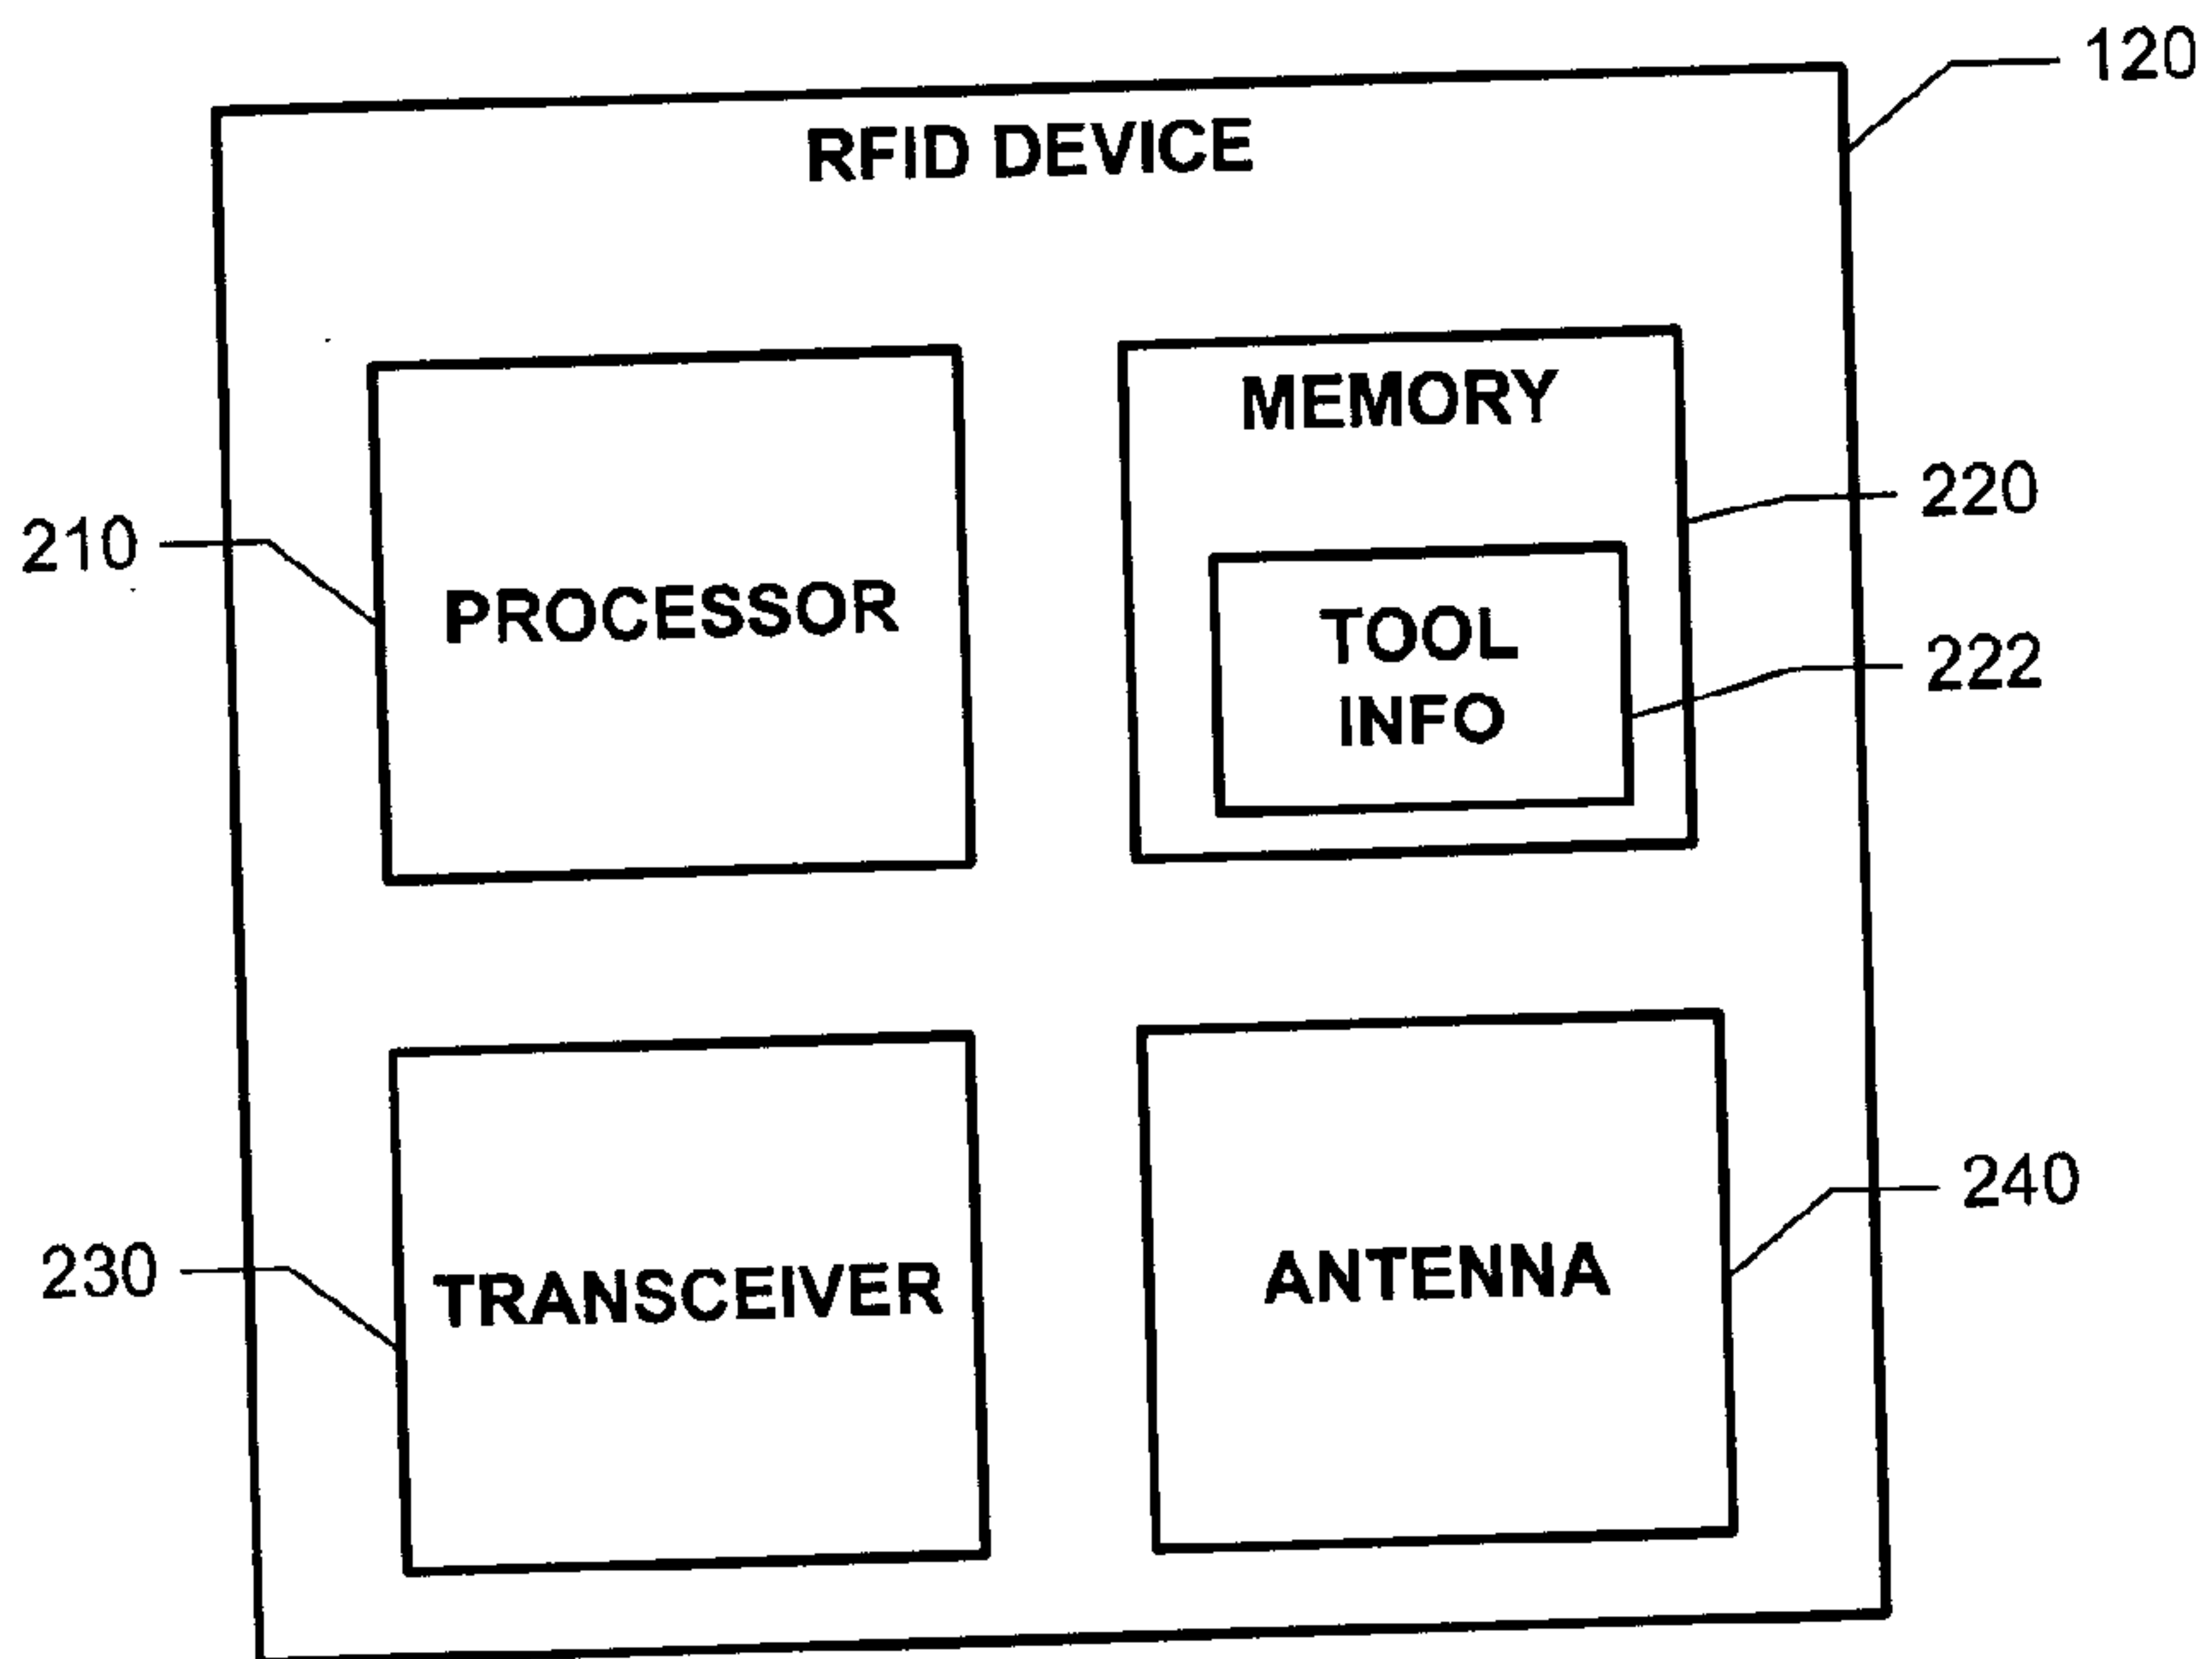 120
RFID DEVICE
MEMORY
220
210
PROCESSOR
TOOL
INFO
222
240
230
TRANSCEIVER
ANTENNA